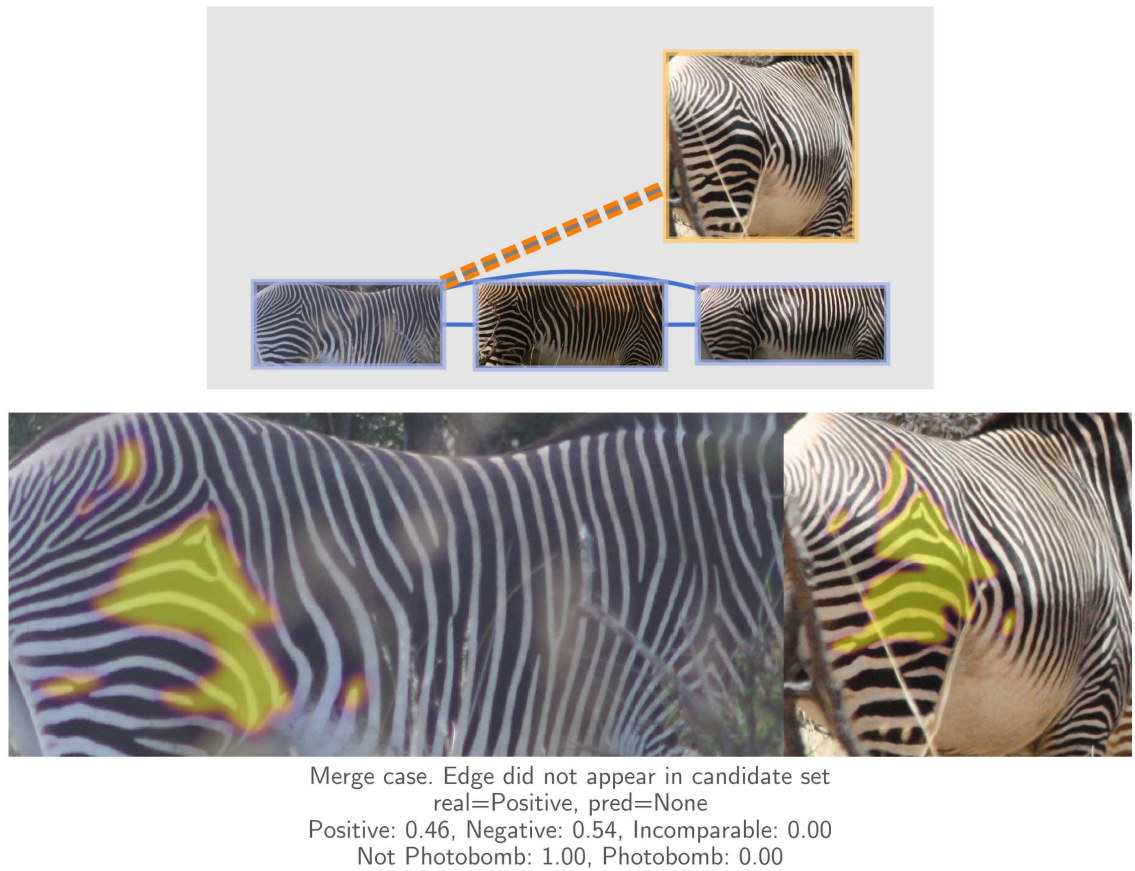 Merge case. Edge did not appear in candidate set
real=Positive, pred=None
Positive: 0.46, Negative: 0.54, Incomparable: 0.00
Not Photobomb: 1.00, Photobomb: 0.00